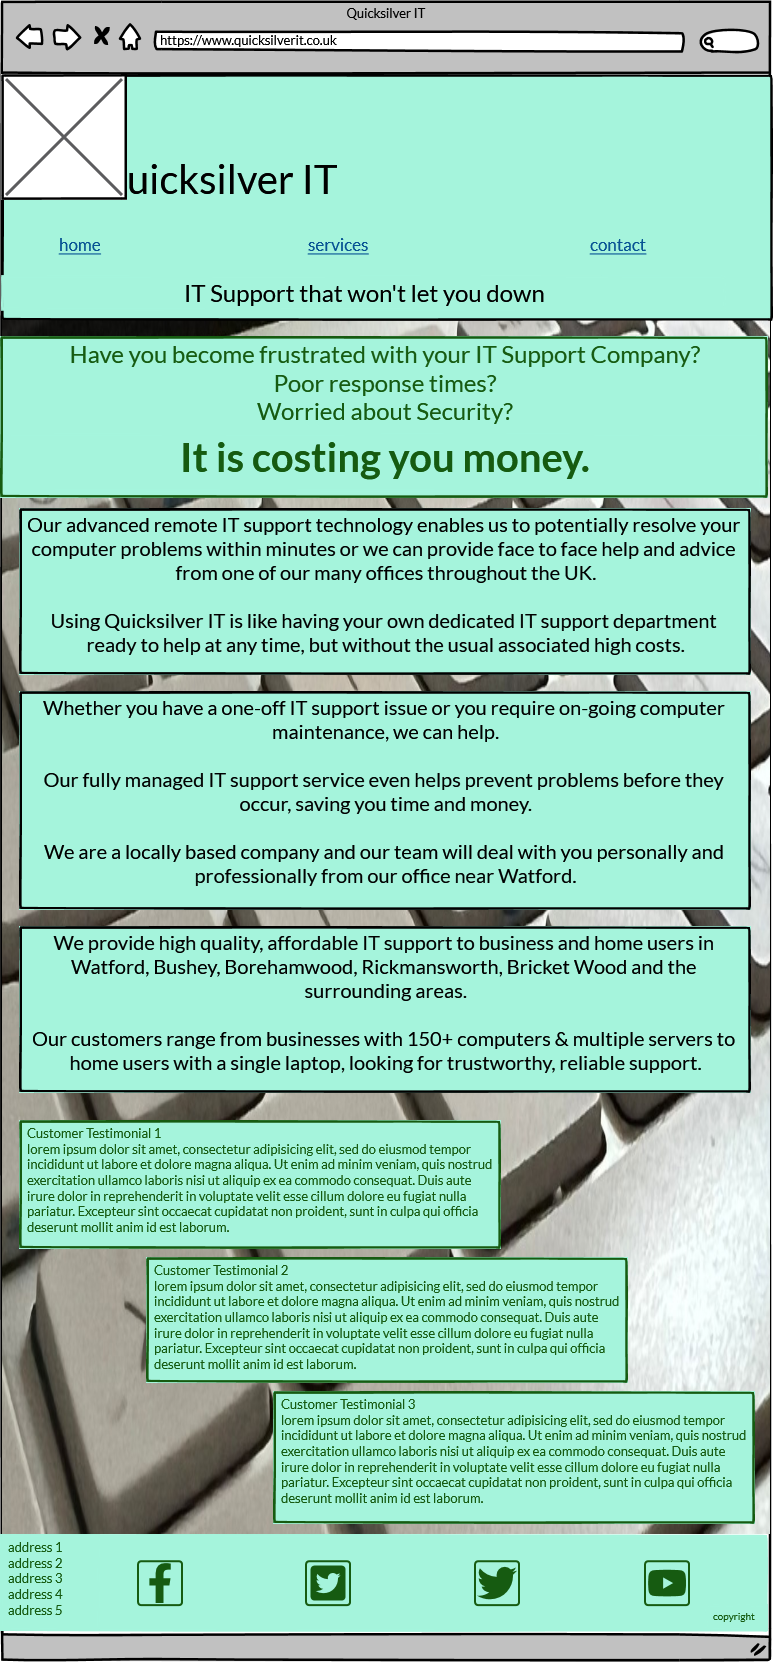 Quicksilver IT
https://www.quicksilverit.co.uk
uicksilver IT
home services contact
IT Support that won't let you down
Have you become frustrated with your IT Support Company?
Poor response times?
Worried about Security?
It is costing you money.
Our advanced remote IT support technology enables us to potentially resolve your
computer problems within minutes or we can provide face to face help and advice
from one of our many offices throughout the UK.
Using Quicksilver IT is like having your own dedicated IT support department
ready to help at any time, but without the usual associated high costs.
Whether you have a one-off IT support issue or you require on-going computer
maintenance, we can help.
Our fully managed IT support service even helps prevent problems before they
occur, saving you time and money.
We are a locally based company and our team will deal with you personally and
professionally from our office near Watford.
We provide high quality, affordable IT support to business and home users in
Watford, Bushey, Borehamwood, Rickmansworth, Bricket Wood and the
surrounding areas.
Our customers range from businesses with 150+ computers & multiple servers to
home users with a single laptop, looking for trustworthy, reliable support.
Customer Testimonial 1
lorem ipsum dolor sit amet, consectetur adipisicing elit, sed do eiusmod tempor
incididunt ut labore et dolore magna aliqua. Ut enim ad minim veniam, quis nostrud
exercitation ullamco laboris nisi ut aliquip ex ea commodo consequat. Duis aute
irure dolor in reprehenderit in voluptate velit esse cillum dolore eu fugiat nulla
pariatur. Excepteur sint occaecat cupidatat non proident, sunt in culpa qui officia
deserunt mollit anim id est laborum.
Customer Testimonial 2
lorem ipsum dolor sit amet, consectetur adipisicing elit, sed do eiusmod tempor
incididunt ut labore et dolore magna aliqua. Ut enim ad minim veniam, quis nostrud
exercitation ullamco laboris nisi ut aliquip ex ea commodo consequat. Duis aute
irure dolor in reprehenderit in voluptate velit esse cillum dolore eu fugiat nulla
pariatur. Excepteur sint occaecat cupidatat non proident, sunt in culpa qui officia
deserunt mollit anim id est laborum.
Customer Testimonial 3
lorem ipsum dolor sit amet, consectetur adipisicing elit, sed do eiusmod tempor
incididunt ut labore et dolore magna aliqua. Ut enim ad minim veniam, quis nostrud
exercitation ullamco laboris nisi ut aliquip ex ea commodo consequat. Duis aute
irure dolor in reprehenderit in voluptate velit esse cillum dolore eu fugiat nulla
pariatur. Excepteur sint occaecat cupidatat non proident, sunt in culpa qui officia
deserunt mollit anim id est laborum.
address 1
address 2
address 3
address 4
address 5
copyright